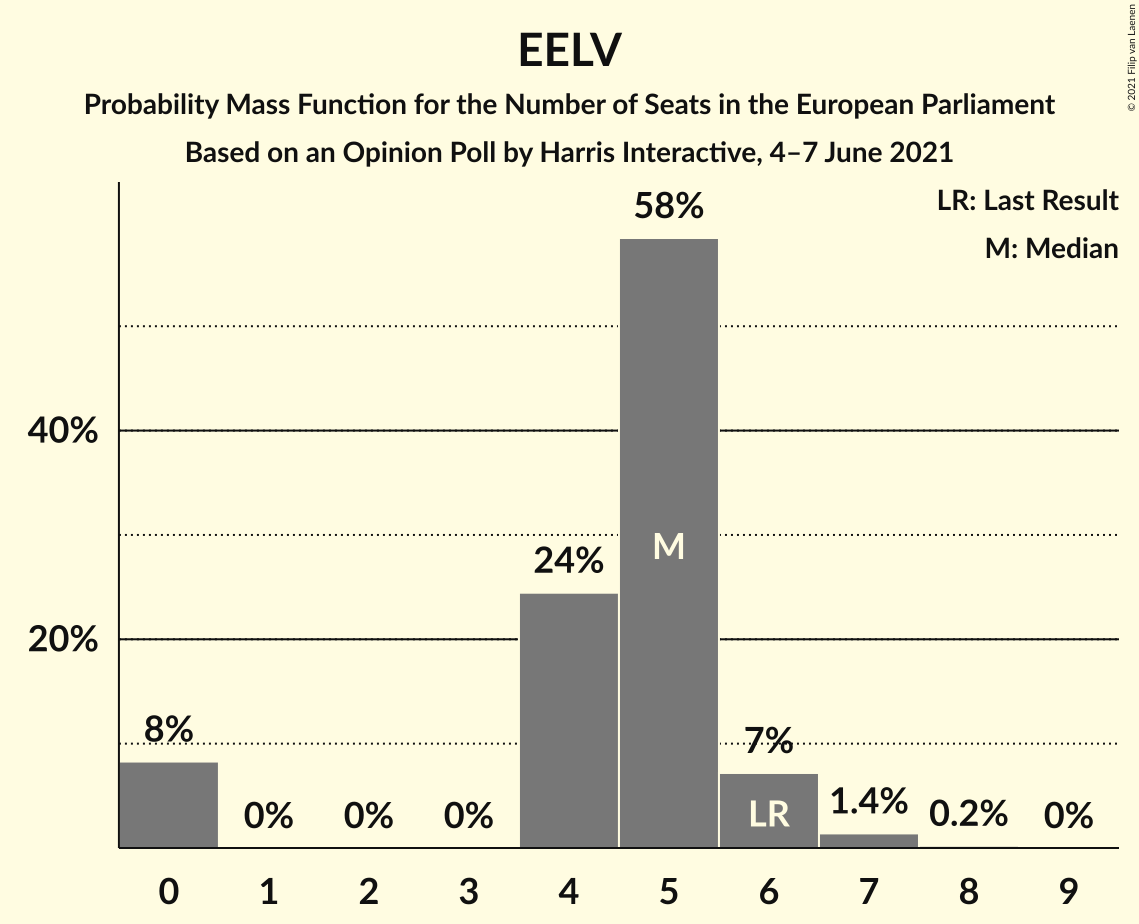 EELV
Probability Mass Function for the Number of Seats in the European Parliament
Based on an Opinion Poll by Harris Interactive, 4–7 June 2021
© 2021 Filip van Laenen
LR: Last Result
M: Median
58%
40%
M
24%
20%
8%
7%
0%
0%
0%
LR
1.4%
0.2%
0%
0
1
2
3
4
5
6
7
8
9